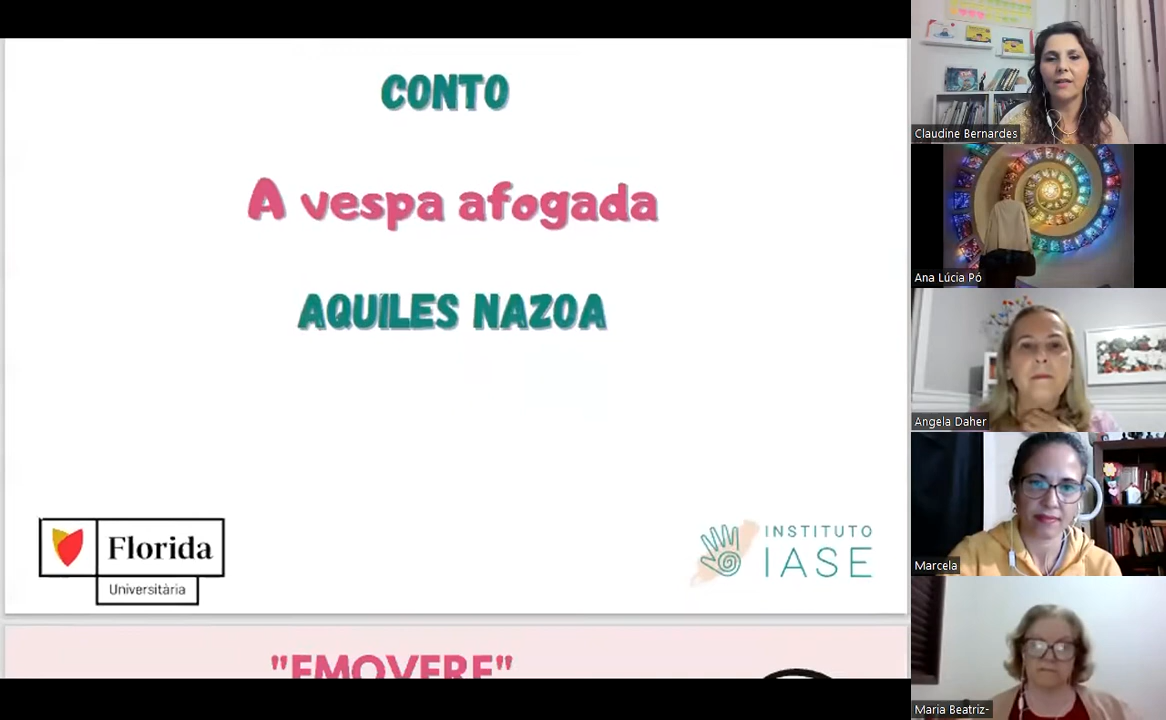 CONTO
A vespa afogada
AQUILES NAZOA
Florida
Universitària
INSTITUTO
IASE
"EMOVERE"
Claudine Bernardes
Ana Lúcia Pó
Angela Daher
Marcela
Maria Beatriz-